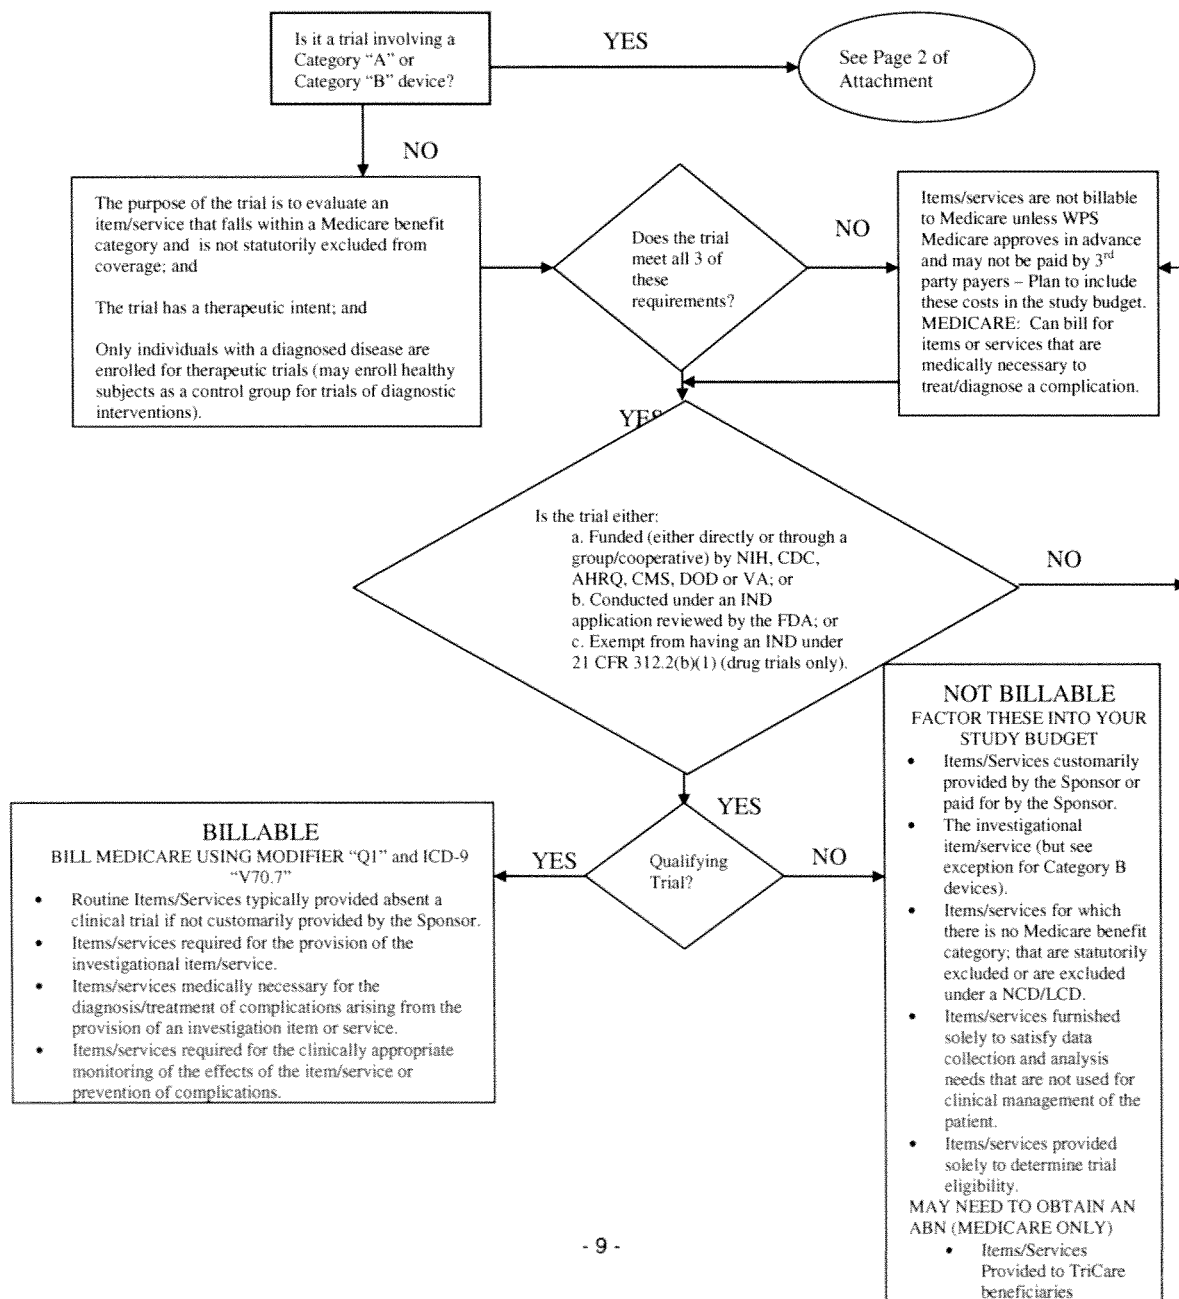 Is it a trial involving a
Category “A” or
Category “B” device?
YES
See Page 2 of
Attachment
NO
The purpose of the trial is to evaluate an
item/service that falls within a Medicare benefit
category and is not statutorily excluded from
coverage; and
The trial has a therapeutic intent; and
Only individuals with a diagnosed disease are
enrolled for therapeutic trials (may enroll healthy
subjects as a control group for trials of diagnostic
interventions).
Does the trial
meet all 3 of
these
requirements?
NO
Items/services are not billable
to Medicare unless WPS
Medicare approves in advance
and may not be paid by 3rd
party payers – Plan to include
these costs in the study budget.
MEDICARE: Can bill for
items or services that are
medically necessary to
treat/diagnose a complication.
YES
Is the trial either:
a. Funded (either directly or through a
group/cooperative) by NIH, CDC,
AHRQ, CMS, DOD or VA; or
b. Conducted under an IND
application reviewed by the FDA; or
c. Exempt from having an IND under
21 CFR 312.2(b)(1) (drug trials only).
NO
YES
Qualifying
Trial?
YES
NO
BILLABLE
BILL MEDICARE USING MODIFIER “Q1” and ICD-9
“V70.7”
• Routine Items/Services typically provided absent a
clinical trial if not customarily provided by the Sponsor.
• Items/services required for the provision of the
investigational item/service.
• Items/services medically necessary for the
diagnosis/treatment of complications arising from the
provision of an investigation item or service.
• Items/services required for the clinically appropriate
monitoring of the effects of the item/service or
prevention of complications.
NOT BILLABLE
FACTOR THESE INTO YOUR
STUDY BUDGET
• Items/Services customarily
provided by the Sponsor or
paid for by the Sponsor.
• The investigational
item/service (but see
exception for Category B
devices).
• Items/services for which
there is no Medicare benefit
category; that are statutorily
excluded or are excluded
under a NCD/LCD.
• Items/services furnished
solely to satisfy data
collection and analysis
needs that are not used for
clinical management of the
patient.
• Items/services provided
solely to determine trial
eligibility.
MAY NEED TO OBTAIN AN
ABN (MEDICARE ONLY)
• Items/Services
Provided to TriCare
beneficiaries
- 9 -